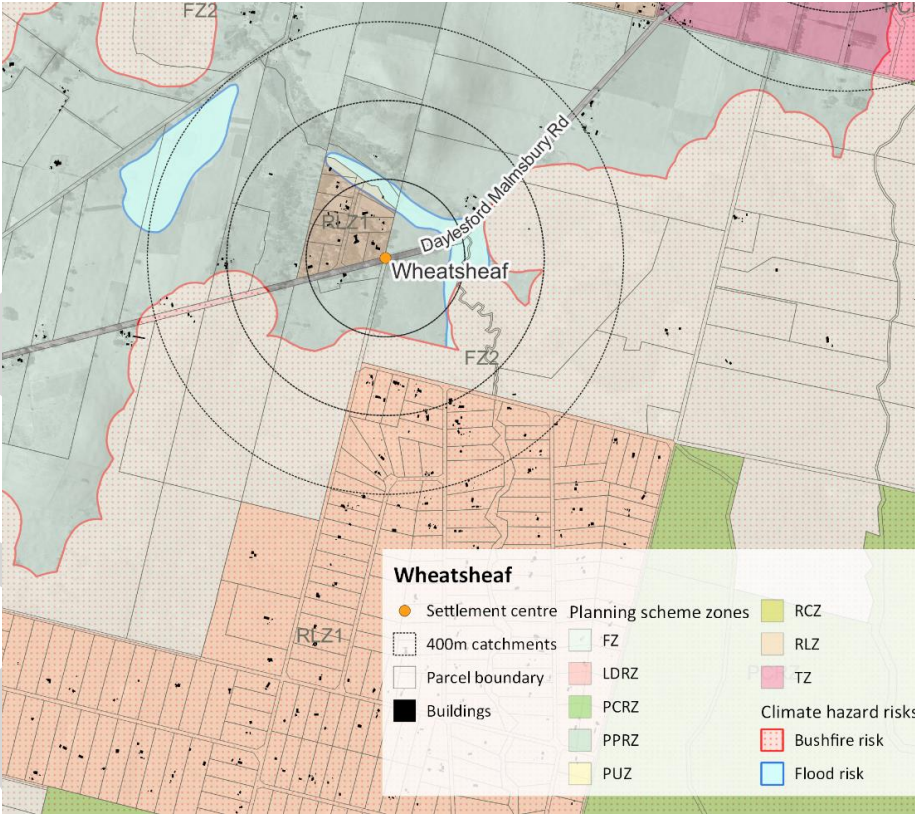 FZ2
PC
RLZ1
Daylesford-Malmsbury Rd
Wheatsheaf
FZ2
RLZ1
Wheatsheaf
Settlement centre
400m catchments
Parcel boundary
Buildings
Planning scheme zones
FZ
LDRZ
PCRZ
PPRZ
PUZ
RCZ
RLZ
TZ
Climate hazard risks
Bushfire risk
Flood risk